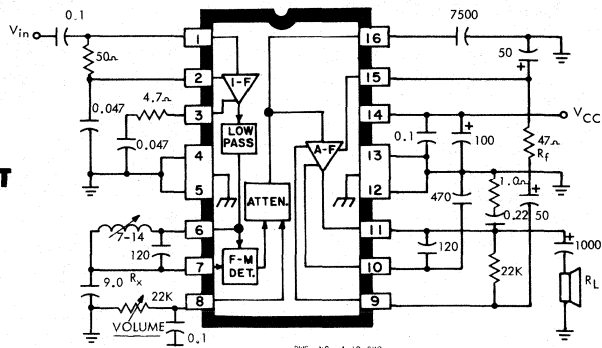 0.1
7500
Vin
1
16
50Ω
50
+
2
15
I-F
0.047
4.7Ω
3
14
VCC
LOW PASS
0.1
+
100
47Ω
Rf
0.047
4
13
A-F
5
12
1.0Ω
+
ATTEN.
470
0.22
50
T
7-14
6
11
+
120
F-M DET.
120
1000
7
10
22K
RL
9.0
Rx
22K
8
9
VOLUME
0.1